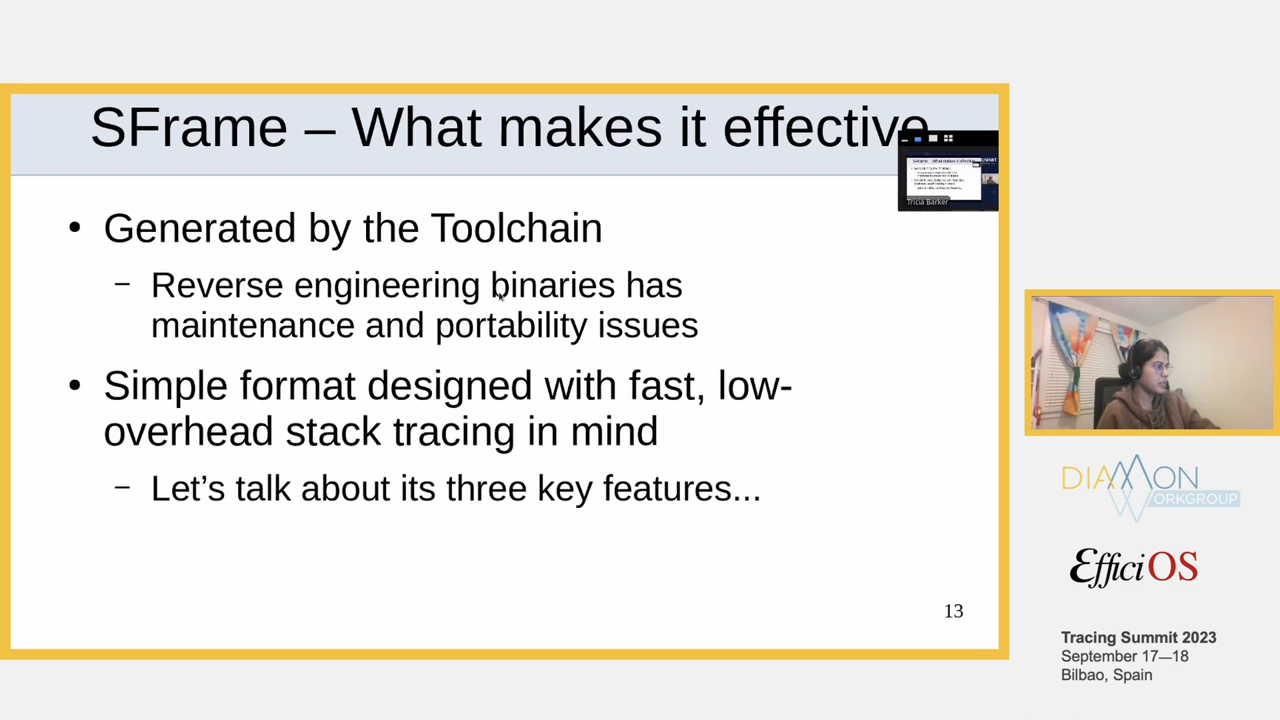 SFrame – What makes it effective
Tricia Barker
• Generated by the Toolchain
– Reverse engineering binaries has
maintenance and portability issues
• Simple format designed with fast, low-
overhead stack tracing in mind
– Let’s talk about its three key features...
13
DIAMON
WORKGROUP
EfficiOS
Tracing Summit 2023
September 17—18
Bilbao, Spain